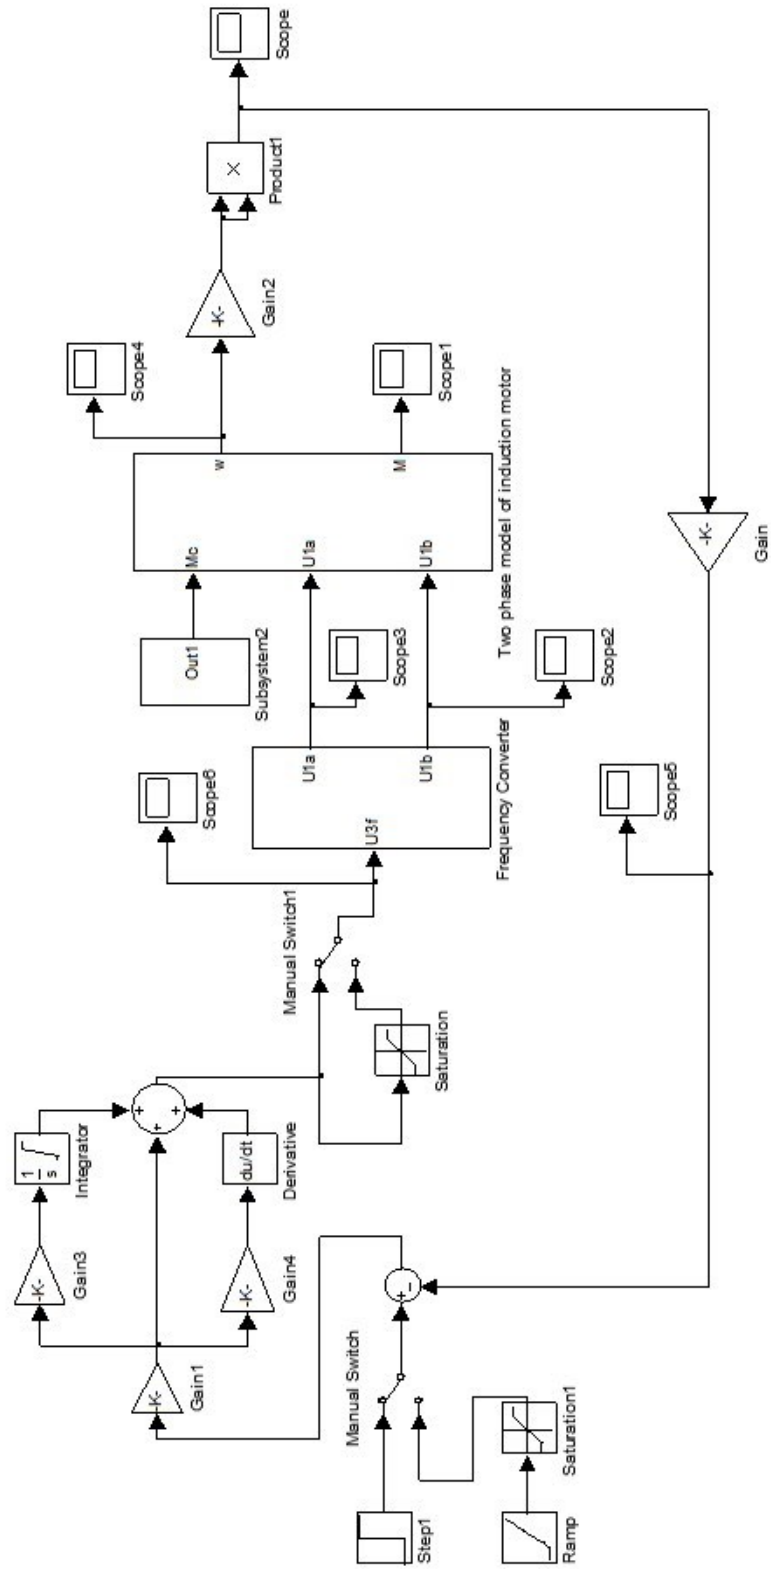 Step1
Ramp
Saturation1
Manual Switch
+
-
-K-
Gain1
-K-
Gain3
-K-
Gain4
1
s
Integrator
du/dt
Derivative
+
+
+
Saturation
Manual Switch1
Scope6
U3f
U1a
U1b
Frequency Converter
Scope3
Scope2
Out1
Subsystem2
Mc
U1a
U1b
w
M
Two phase model of induction motor
Scope4
Scope1
-K-
Gain2
×
Product1
Scope
-K-
Gain
Scope5